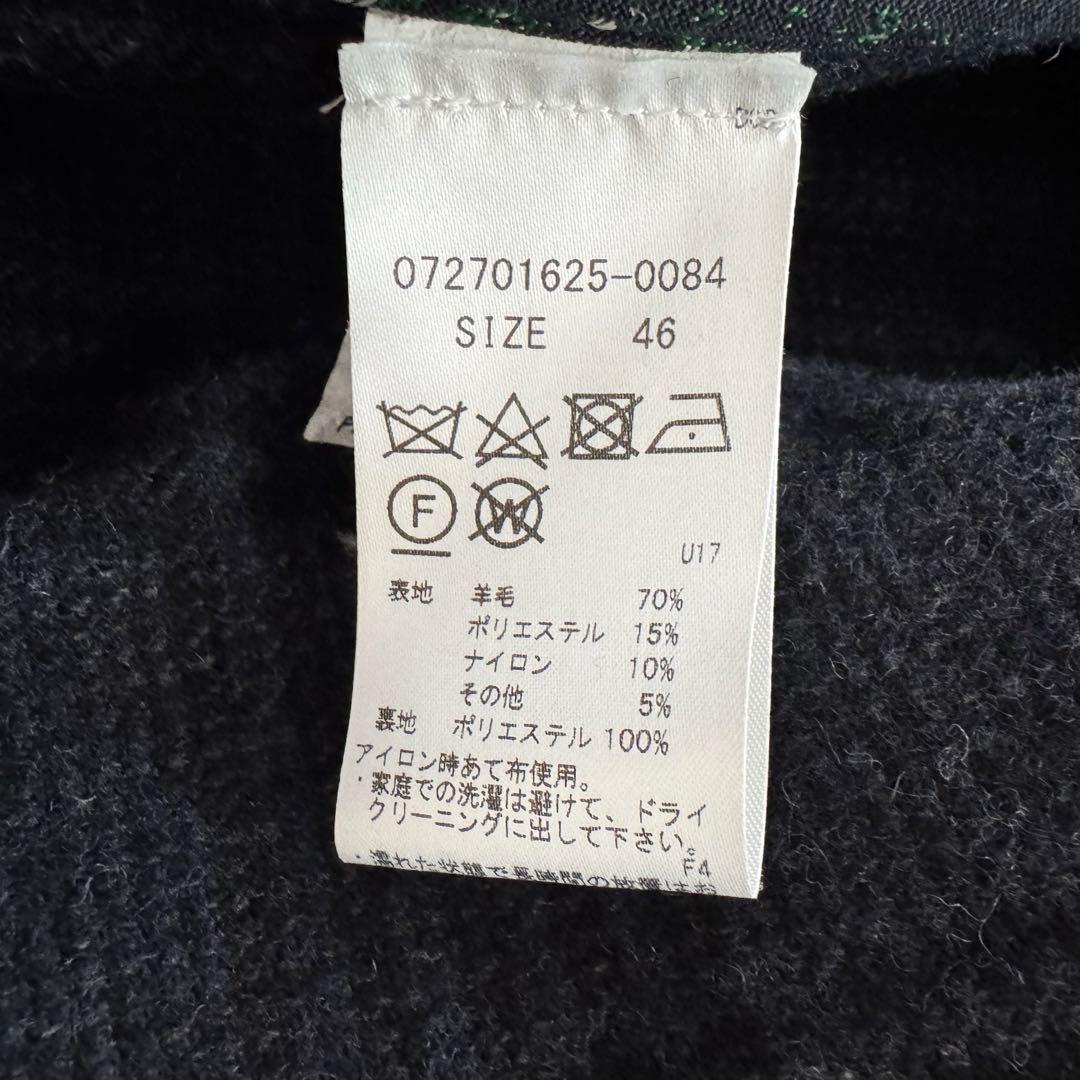 072701625-0084
SIZE 46
F
W
U17
表地 羊毛 70%
ポリエステル 15%
ナイロン 10%
その他 5%
裏地 ポリエステル 100%
アイロン時あて布使用。
・家庭での洗濯は避けて、ドライ
クリーニングに出して下さい。
F4